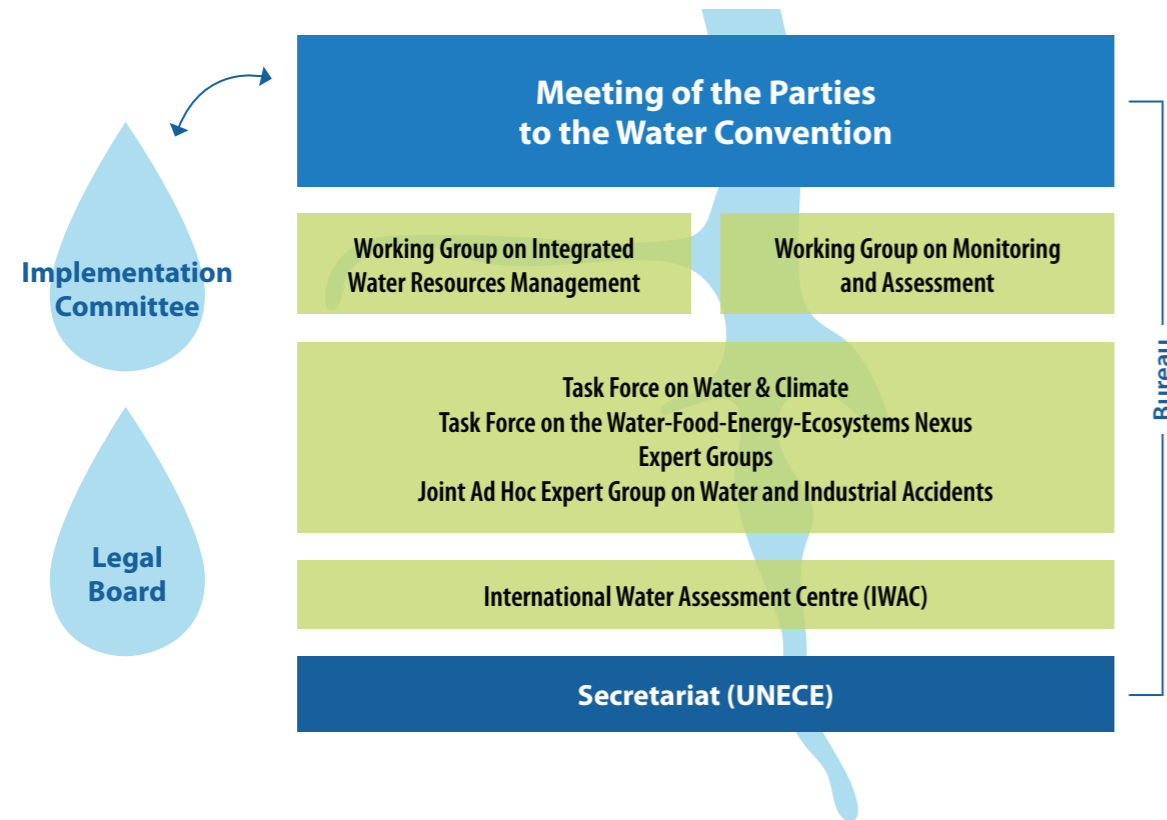 Meeting of the Parties
to the Water Convention
Implementation
Committee
Working Group on Integrated
Water Resources Management
Working Group on Monitoring
and Assessment
Bureau
Task Force on Water & Climate
Task Force on the Water-Food-Energy-Ecosystems Nexus
Expert Groups
Joint Ad Hoc Expert Group on Water and Industrial Accidents
Legal
Board
International Water Assessment Centre (IWAC)
Secretariat (UNECE)